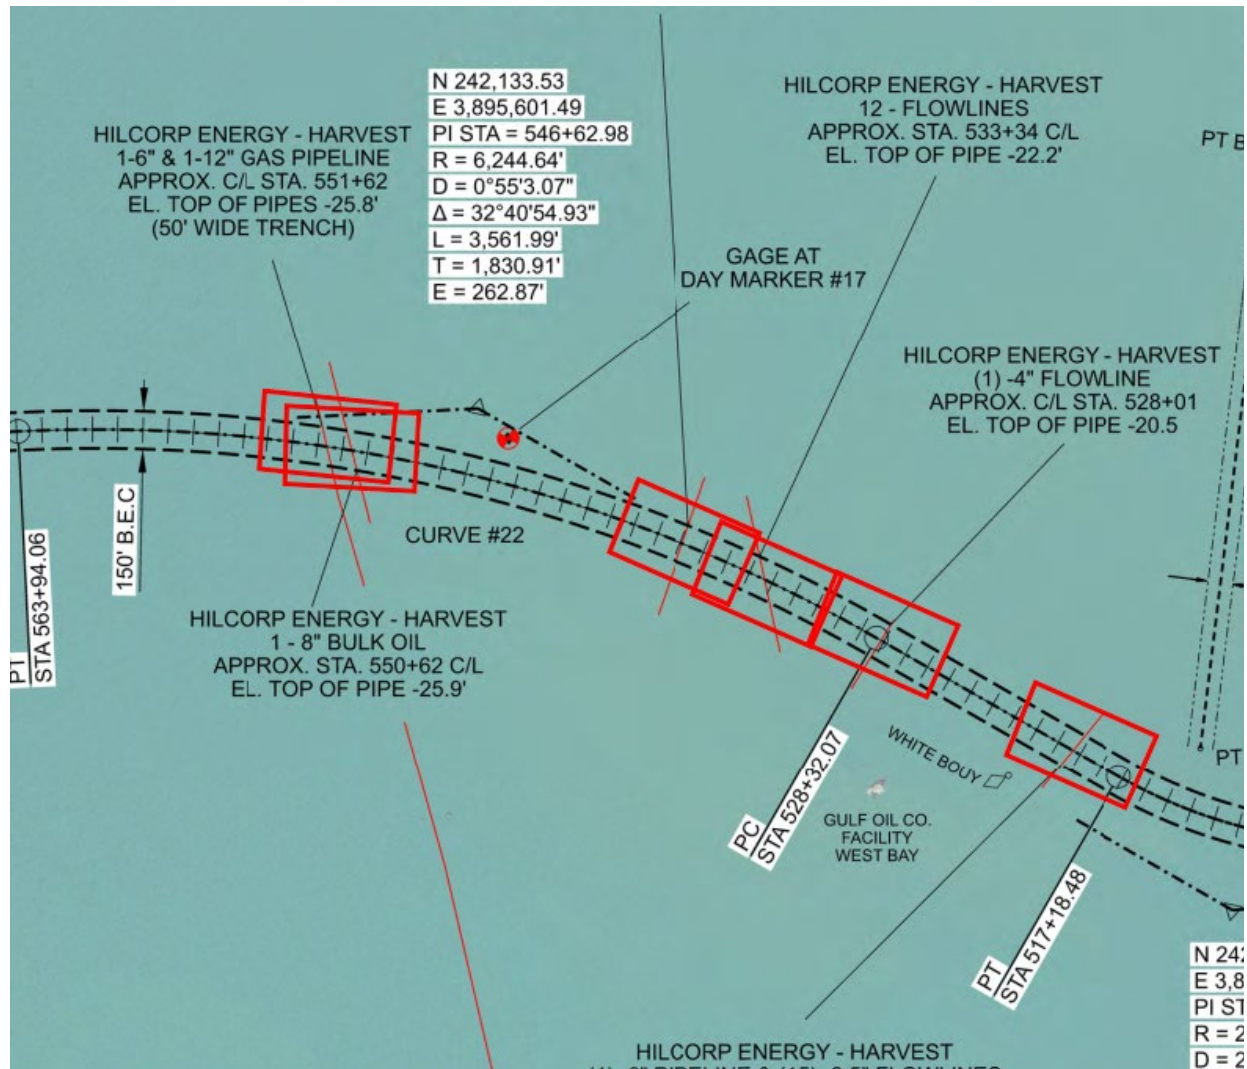 N 242,133.53
E 3,895,601.49
PI STA = 546+62.98
R = 6,244.64'
D = 0°55'3.07"
Δ = 32°40'54.93"
L = 3,561.99'
T = 1,830.91'
E = 262.87'
HILCORP ENERGY - HARVEST
1-6" & 1-12" GAS PIPELINE
APPROX. C/L STA. 551+62
EL. TOP OF PIPES -25.8'
(50' WIDE TRENCH)
HILCORP ENERGY - HARVEST
12 - FLOWLINES
APPROX. STA. 533+34 C/L
EL. TOP OF PIPE -22.2'
PT B
GAGE AT
DAY MARKER #17
HILCORP ENERGY - HARVEST
(1) -4" FLOWLINE
APPROX. C/L STA. 528+01
EL. TOP OF PIPE -20.5
150' B.E.C
CURVE #22
PT
STA 563+94.06
HILCORP ENERGY - HARVEST
1 - 8" BULK OIL
APPROX. STA. 550+62 C/L
EL. TOP OF PIPE -25.9'
WHITE BOUY
PT
GULF OIL CO.
FACILITY
WEST BAY
PC
STA 528+32.07
PT
STA 517+18.48
N 242
E 3,8
PI ST
R = 2
D = 2
HILCORP ENERGY - HARVEST